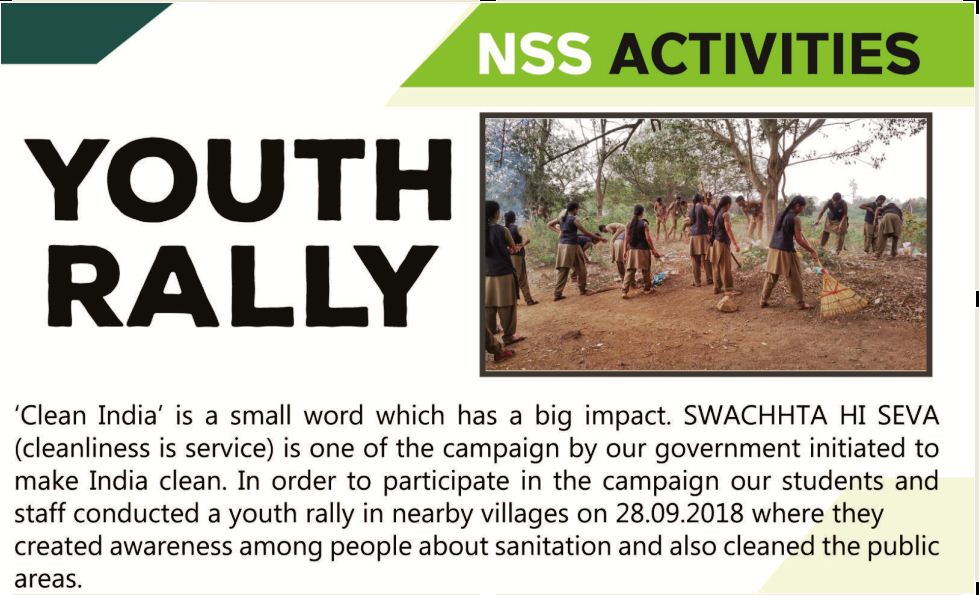 NSS ACTIVITIES
YOUTH
RALLY
‘Clean India’ is a small word which has a big impact. SWACHHTA HI SEVA
(cleanliness is service) is one of the campaign by our government initiated to
make India clean. In order to participate in the campaign our students and
staff conducted a youth rally in nearby villages on 28.09.2018 where they
created awareness among people about sanitation and also cleaned the public
areas.